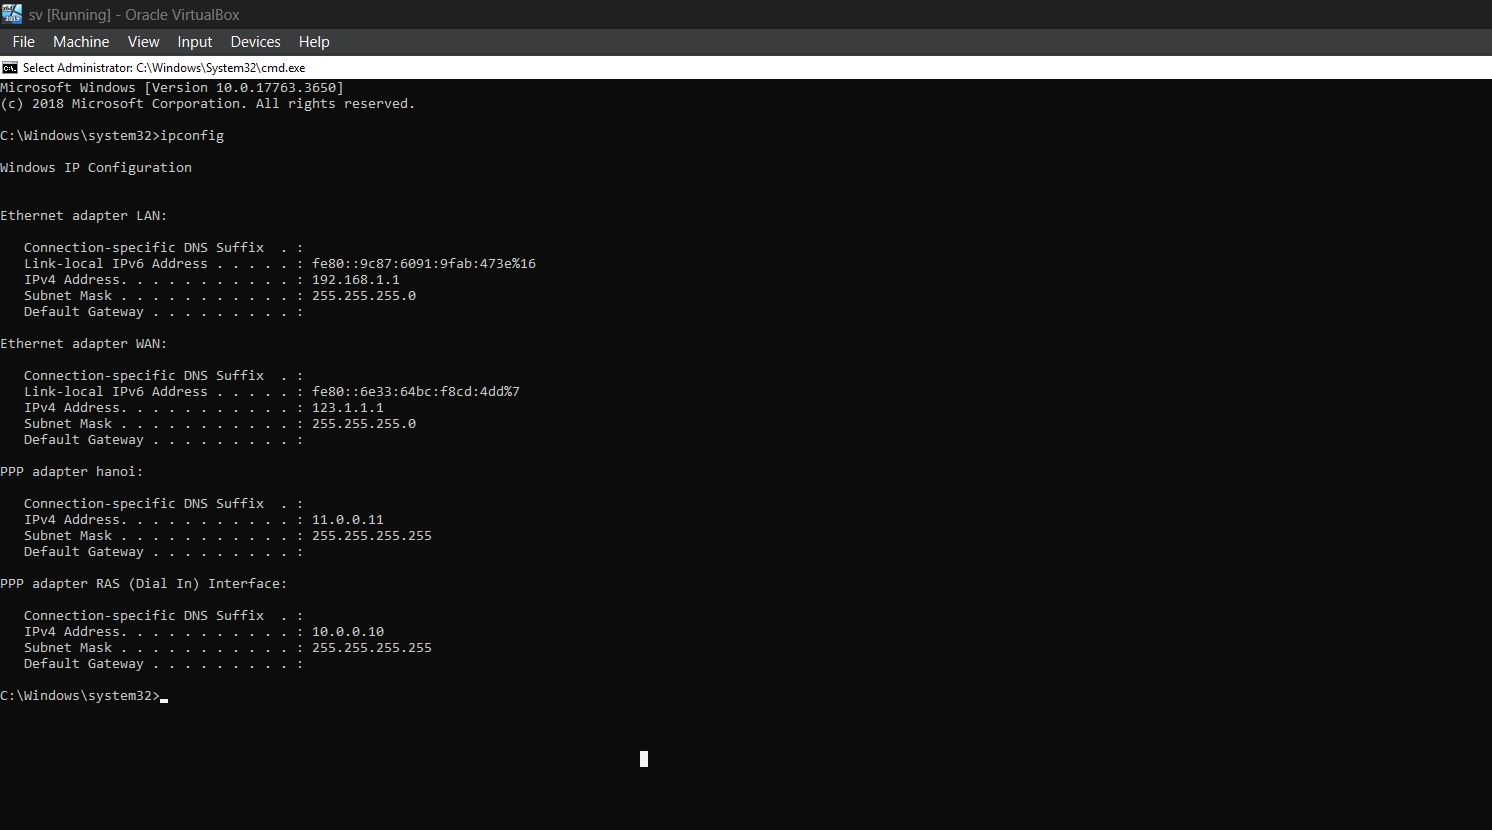 sv [Running] - Oracle VirtualBox
File Machine View Input Devices Help
Select Administrator: C:\Windows\System32\cmd.exe
Microsoft Windows [Version 10.0.17763.3650]
(c) 2018 Microsoft Corporation. All rights reserved.
C:\Windows\system32>ipconfig
Windows IP Configuration
Ethernet adapter LAN:
Connection-specific DNS Suffix . :
Link-local IPv6 Address . . . . . : fe80::9c87:6091:9fab:473e%16
IPv4 Address. . . . . . . . . . . : 192.168.1.1
Subnet Mask . . . . . . . . . . . : 255.255.255.0
Default Gateway . . . . . . . . . :
Ethernet adapter WAN:
Connection-specific DNS Suffix . :
Link-local IPv6 Address . . . . . : fe80::6e33:64bc:f8cd:4dd%7
IPv4 Address. . . . . . . . . . . : 123.1.1.1
Subnet Mask . . . . . . . . . . . : 255.255.255.0
Default Gateway . . . . . . . . . :
PPP adapter hanoi:
Connection-specific DNS Suffix . :
IPv4 Address. . . . . . . . . . . : 11.0.0.11
Subnet Mask . . . . . . . . . . . : 255.255.255.255
Default Gateway . . . . . . . . . :
PPP adapter RAS (Dial In) Interface:
Connection-specific DNS Suffix . :
IPv4 Address. . . . . . . . . . . : 10.0.0.10
Subnet Mask . . . . . . . . . . . : 255.255.255.255
Default Gateway . . . . . . . . . :
C:\Windows\system32>